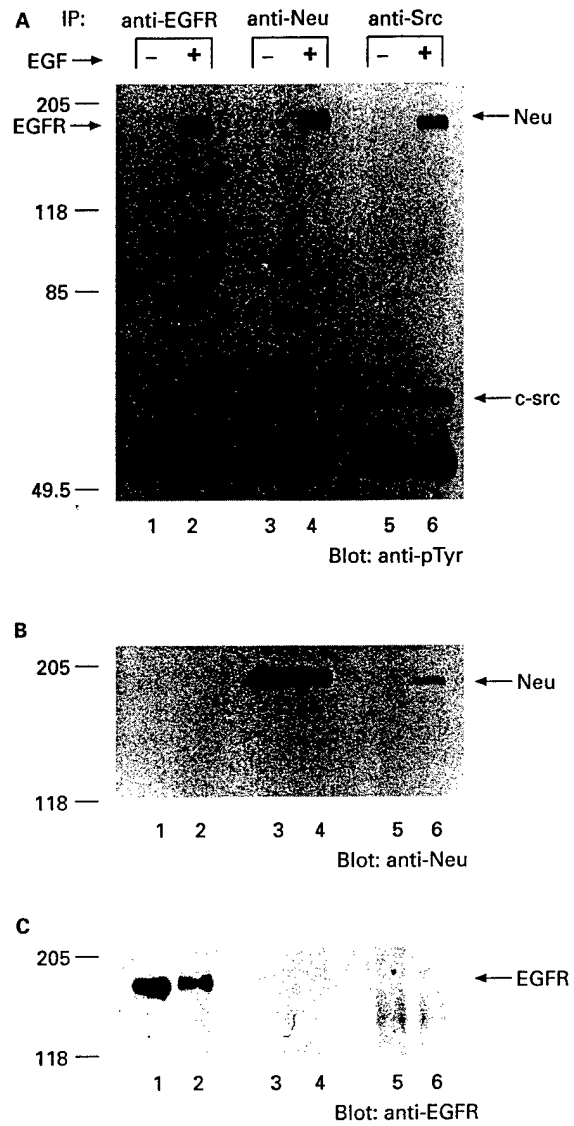 A IP: anti-EGFR anti-Neu anti-Src
EGF → – + – + – +
205 —
EGFR → ← Neu
118 —
85 —
← c-src
49.5 —
1 2 3 4 5 6
Blot: anti-pTyr
B
205 —
← Neu
118 —
1 2 3 4 5 6
Blot: anti-Neu
C
205 —
← EGFR
118 —
1 2 3 4 5 6
Blot: anti-EGFR